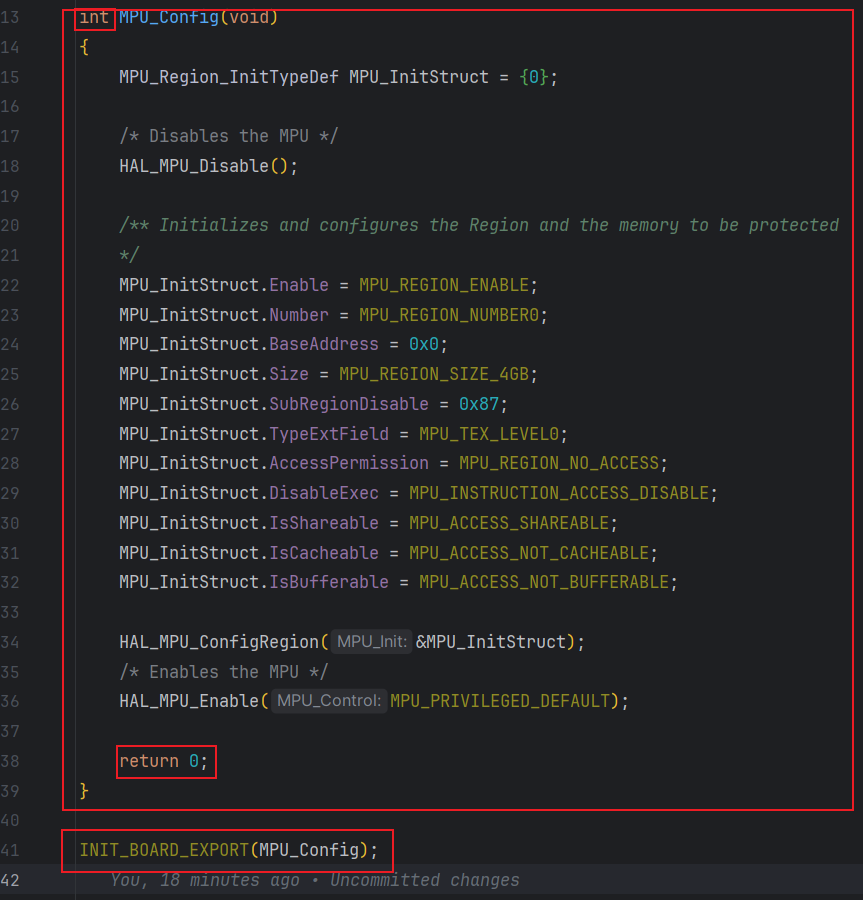 13 int MPU_Config(void)
14 {
15 MPU_Region_InitTypeDef MPU_InitStruct = {0};
16
17 /* Disables the MPU */
18 HAL_MPU_Disable();
19
20 /** Initializes and configures the Region and the memory to be protected
21 */
22 MPU_InitStruct.Enable = MPU_REGION_ENABLE;
23 MPU_InitStruct.Number = MPU_REGION_NUMBER0;
24 MPU_InitStruct.BaseAddress = 0x0;
25 MPU_InitStruct.Size = MPU_REGION_SIZE_4GB;
26 MPU_InitStruct.SubRegionDisable = 0x87;
27 MPU_InitStruct.TypeExtField = MPU_TEX_LEVEL0;
28 MPU_InitStruct.AccessPermission = MPU_REGION_NO_ACCESS;
29 MPU_InitStruct.DisableExec = MPU_INSTRUCTION_ACCESS_DISABLE;
30 MPU_InitStruct.IsShareable = MPU_ACCESS_SHAREABLE;
31 MPU_InitStruct.IsCacheable = MPU_ACCESS_NOT_CACHEABLE;
32 MPU_InitStruct.IsBufferable = MPU_ACCESS_NOT_BUFFERABLE;
33
34 HAL_MPU_ConfigRegion( MPU_Init: &MPU_InitStruct);
35 /* Enables the MPU */
36 HAL_MPU_Enable( MPU_Control: MPU_PRIVILEGED_DEFAULT);
37
38 return 0;
39 }
40
41 INIT_BOARD_EXPORT(MPU_Config);
42 You, 18 minutes ago • Uncommitted changes